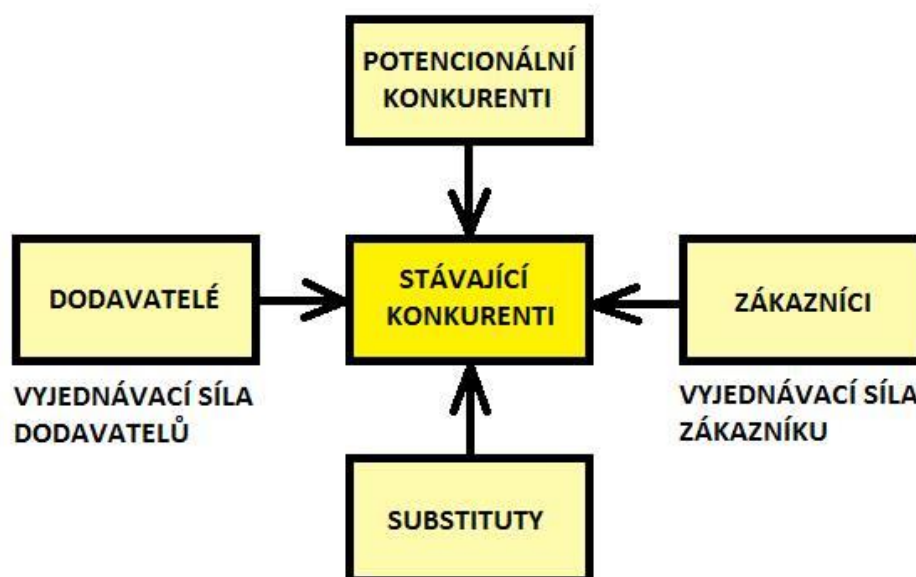 POTENCIONÁLNÍ
KONKURENTI
DODAVATELÉ
STÁVAJÍCÍ
KONKURENTI
ZÁKAZNÍCI
VYJEDNÁVACÍ SÍLA
DODAVATELŮ
VYJEDNÁVACÍ SÍLA
ZÁKAZNÍKU
SUBSTITUTY